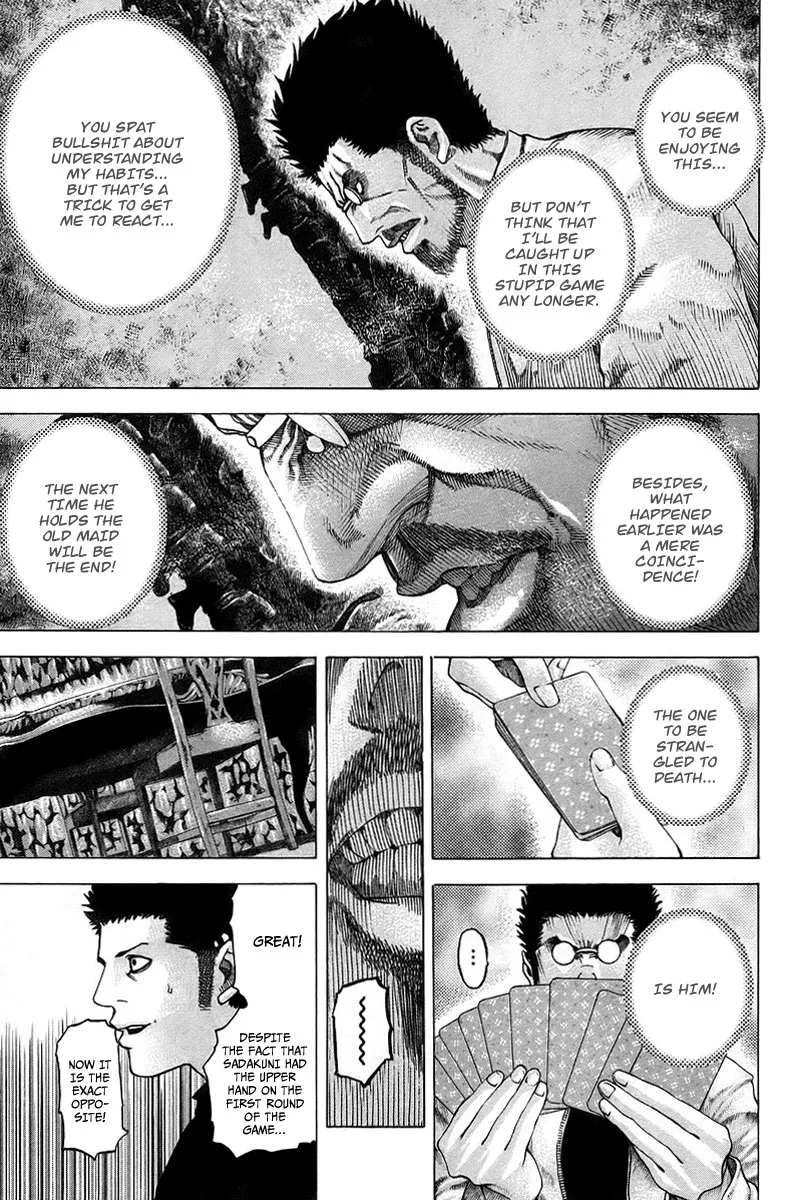 YOU SEEM
TO BE
ENJOYING
THIS...
BUT DON'T
THINK THAT
I'LL BE
CAUGHT UP
IN THIS
STUPID GAME
ANY LONGER.
YOU SPAT
BULLSHIT ABOUT
UNDERSTANDING
MY HABITS...
BUT THAT'S A
TRICK TO GET
ME TO REACT...
BESIDES,
WHAT
HAPPENED
EARLIER WAS
A MERE
COINCI-
DENCE!
THE NEXT
TIME HE
HOLDS THE
OLD MAID
WILL BE
THE END!
THE ONE
TO BE
STRAN-
GLED TO
DEATH...
IS HIM!
...
GREAT!
DESPITE
THE FACT THAT
SADAKUNI HAD
THE UPPER
HAND ON THE
FIRST ROUND
OF THE
GAME...
NOW IT
IS THE
EXACT
OPPO-
SITE!